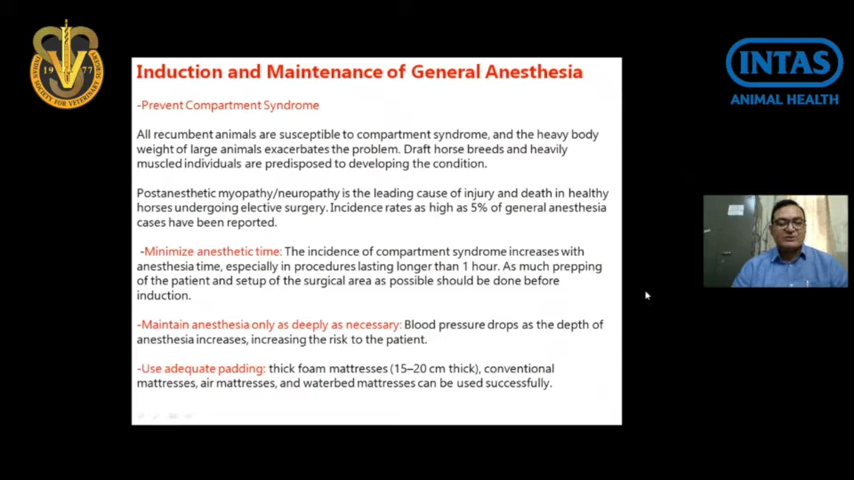 INDIAN SOCIETY FOR VETERINARY SURGERY
1977
INTAS
ANIMAL HEALTH
Induction and Maintenance of General Anesthesia
-Prevent Compartment Syndrome
All recumbent animals are susceptible to compartment syndrome, and the heavy body
weight of large animals exacerbates the problem. Draft horse breeds and heavily
muscled individuals are predisposed to developing the condition.
Postanesthetic myopathy/neuropathy is the leading cause of injury and death in healthy
horses undergoing elective surgery. Incidence rates as high as 5% of general anesthesia
cases have been reported.
-Minimize anesthetic time: The incidence of compartment syndrome increases with
anesthesia time, especially in procedures lasting longer than 1 hour. As much prepping
of the patient and setup of the surgical area as possible should be done before
induction.
-Maintain anesthesia only as deeply as necessary: Blood pressure drops as the depth of
anesthesia increases, increasing the risk to the patient.
-Use adequate padding: thick foam mattresses (15–20 cm thick), conventional
mattresses, air mattresses, and waterbed mattresses can be used successfully.